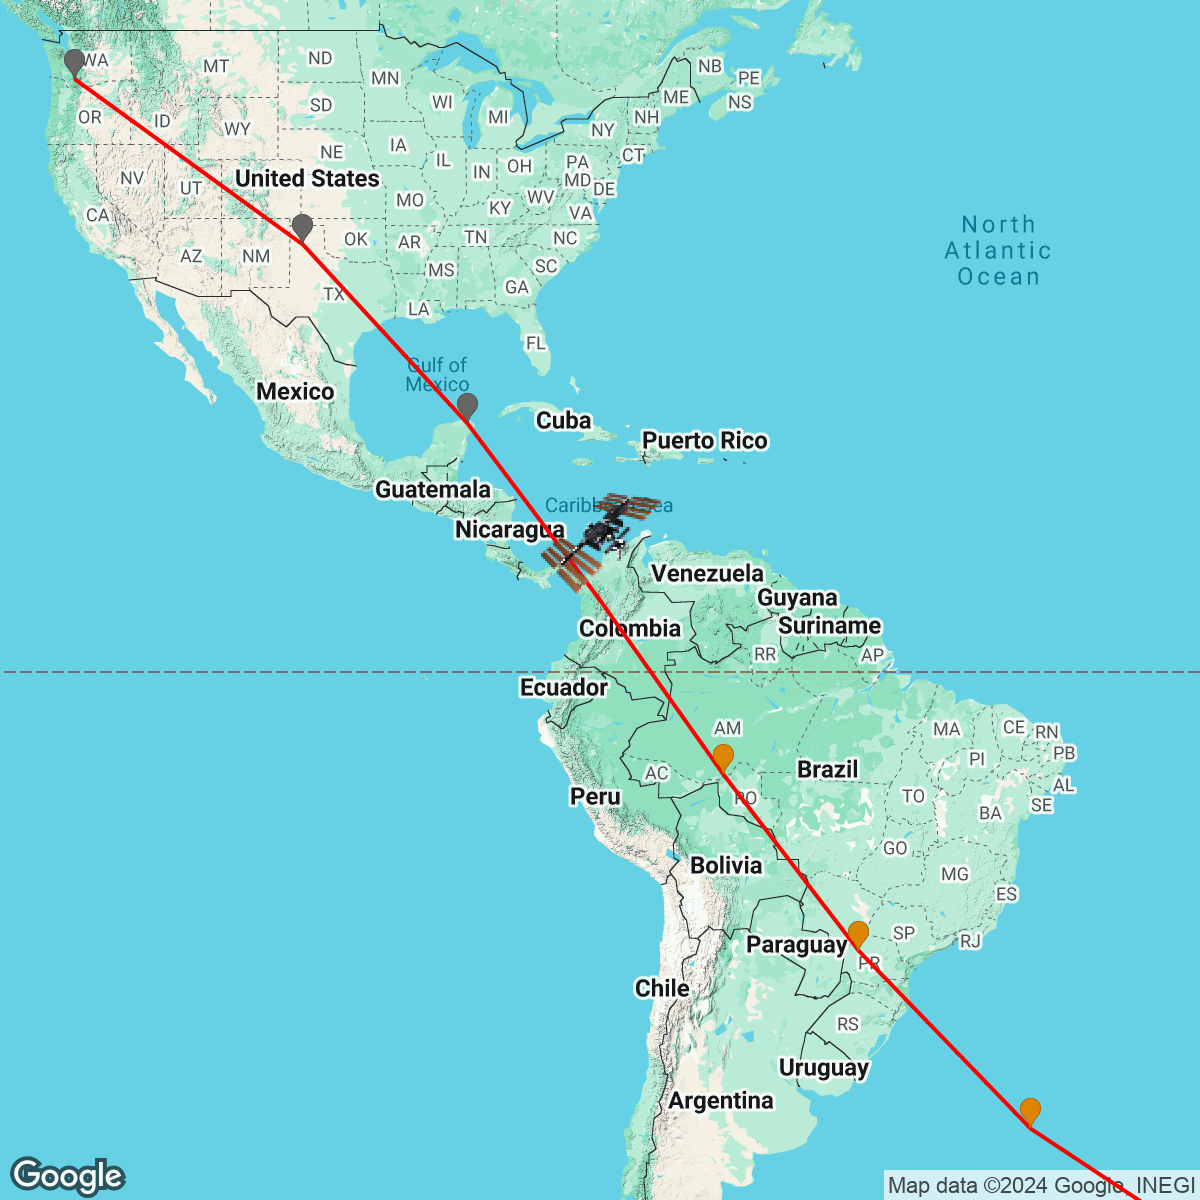 WA
MT
ND
MN
NB
PE
OR
ID
WY
SD
WI
MI
ME
NS
NH
NY
NE
IA
IL
IN
OH
PA
CT
NV
UT
United States
MO
KY
WV
MD
DE
VA
CA
AZ
NM
OK
AR
TN
NC
North
Atlantic
Ocean
MS
SC
TX
LA
GA
FL
Gulf of
Mexico
Mexico
Cuba
Puerto Rico
Guatemala
Caribbean Sea
Nicaragua
Venezuela
Guyana
Colombia
Suriname
RR
AP
Ecuador
AM
MA
CE
RN
PI
PB
AC
Brazil
Peru
RO
TO
AL
BA
SE
GO
Bolivia
MG
ES
Paraguay
SP
RJ
PR
Chile
RS
Uruguay
Argentina
Google
Map data ©2024 Google, INEGI